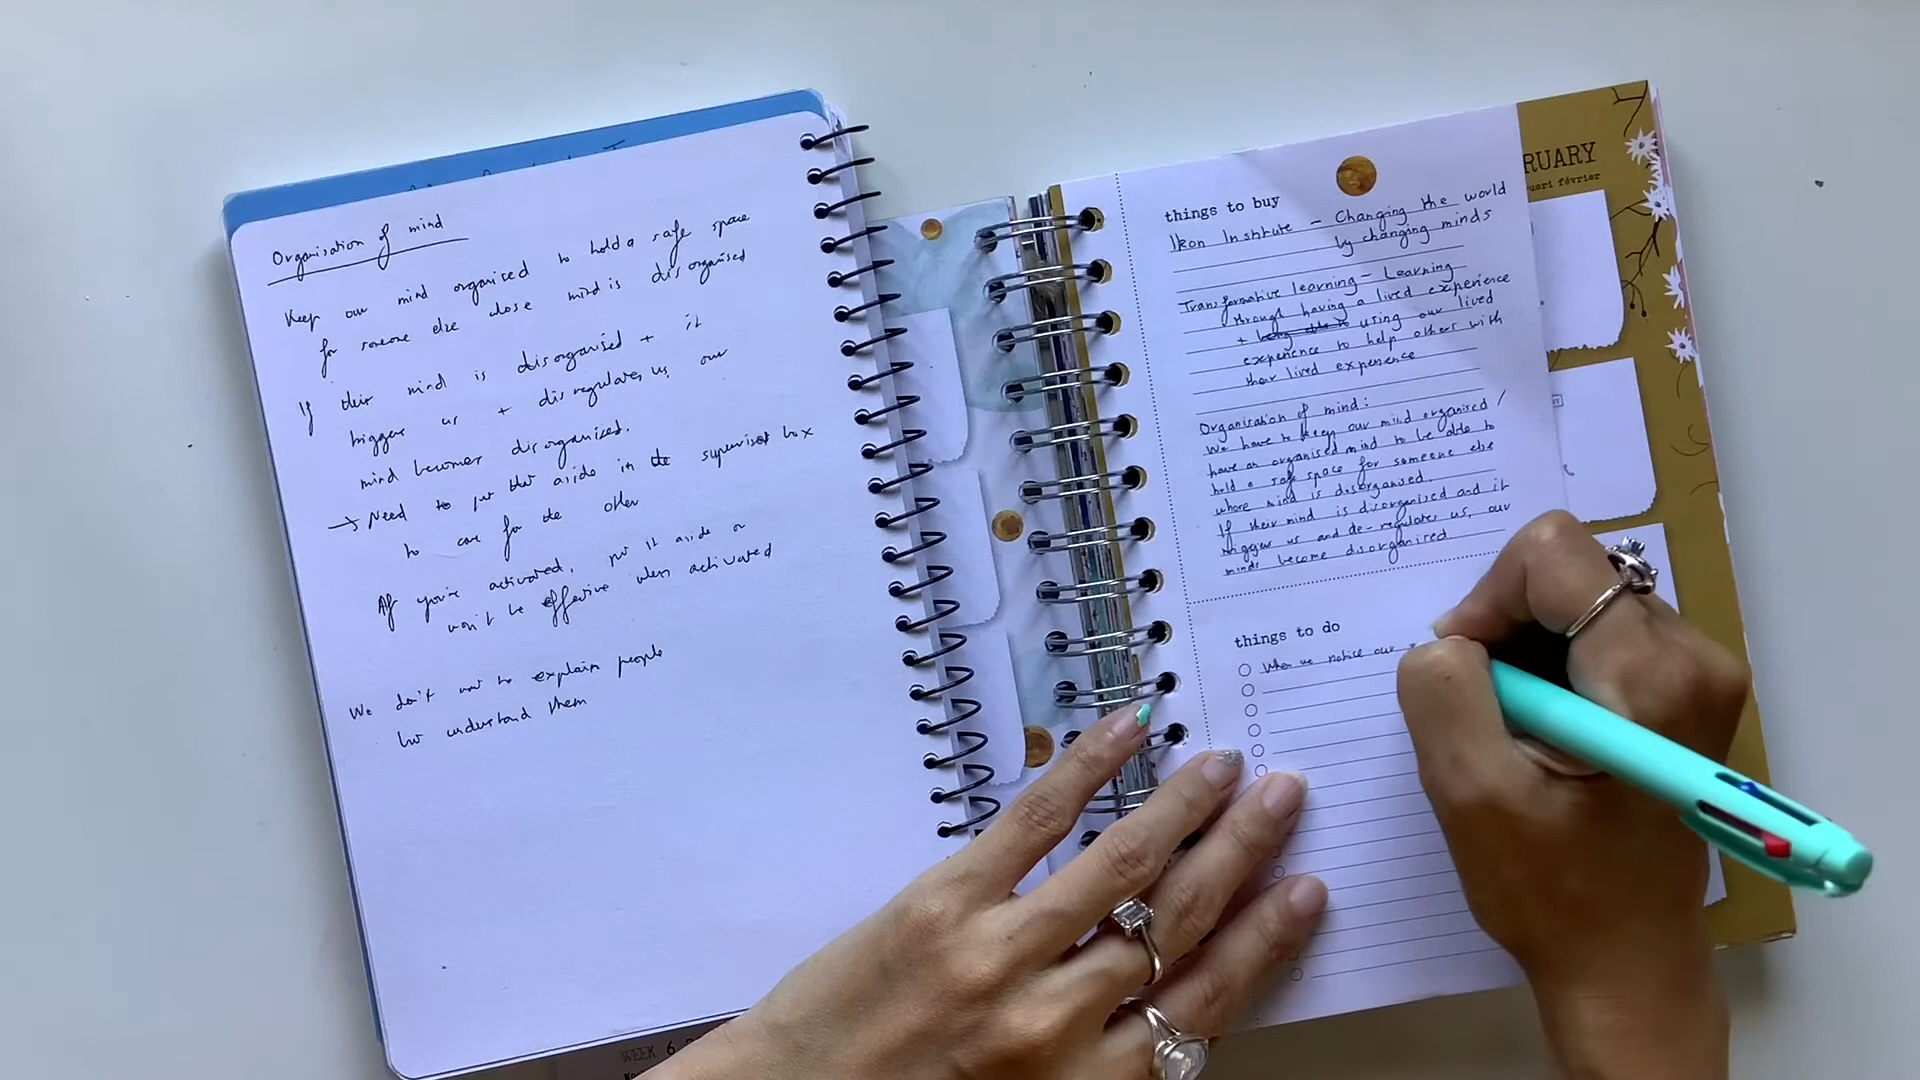 Organisation of mind
Keep our mind organised to hold a safe space
for someone else whose mind is disorganised
If their mind is disorganised + it
triggers us + disregulates us, our
mind becomes disorganised.
→ Need to put that aside in the supervisor box
to care for the other
If you're activated, put it aside or
won't be effective when activated
We don't want to explain people
but understand them
WEEK 6
things to buy
Ikon Institute - Changing the world
by changing minds
Transformative learning - Learning
through having a lived experience
+ being able to using our lived
experience to help others with
their lived experience
Organisation of mind:
We have to keep our mind organised /
have an organised mind to be able to
hold a safe space for someone else
whose mind is disorganised.
If their mind is disorganised and it
triggers us and de-regulates us, our
minds become disorganised
things to do
When we notice our
RUARY
février